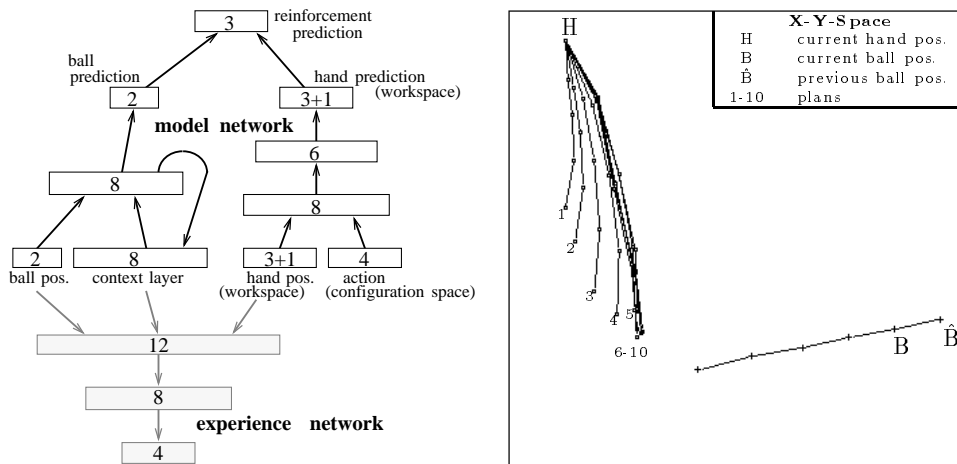 3
reinforcement
prediction
ball
prediction
2
3+1
hand prediction
(workspace)
model network
6
8
8
2
8
3+1
4
ball pos.
context layer
hand pos.
(workspace)
action
(configuration space)
12
8
experience network
4
X-Y-Space
H current hand pos.
B current ball pos.
B̂ previous ball pos.
1-10 plans
H
1
2
3
4
5
6-10
B
B̂